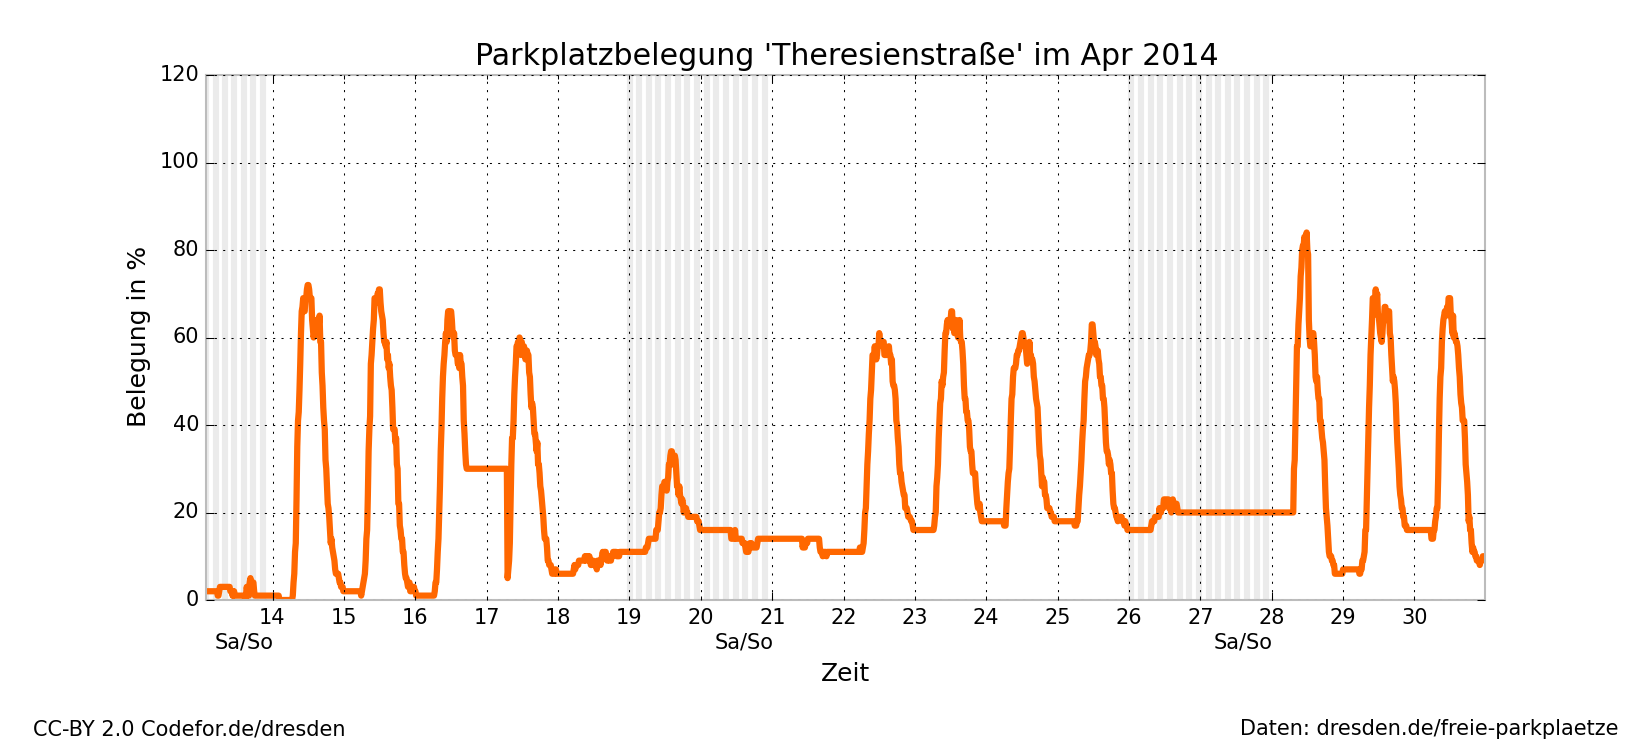 Parkplatzbelegung 'Theresienstraße' im Apr 2014
Belegung in %
120
100
80
60
40
20
0
14 15 16 17 18 19 20 21 22 23 24 25 26 27 28 29 30
Sa/So Sa/So Sa/So
Zeit
CC-BY 2.0 Codefor.de/dresden
Daten: dresden.de/freie-parkplaetze